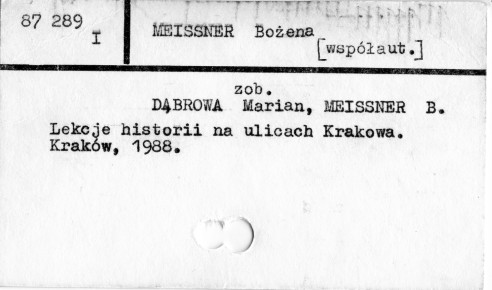 87 289
I
MEISSNER Bożena
[współaut.]
zob.
DĄBROWA Marian, MEISSNER B.
Lekcje historii na ulicach Krakowa.
Kraków, 1988.